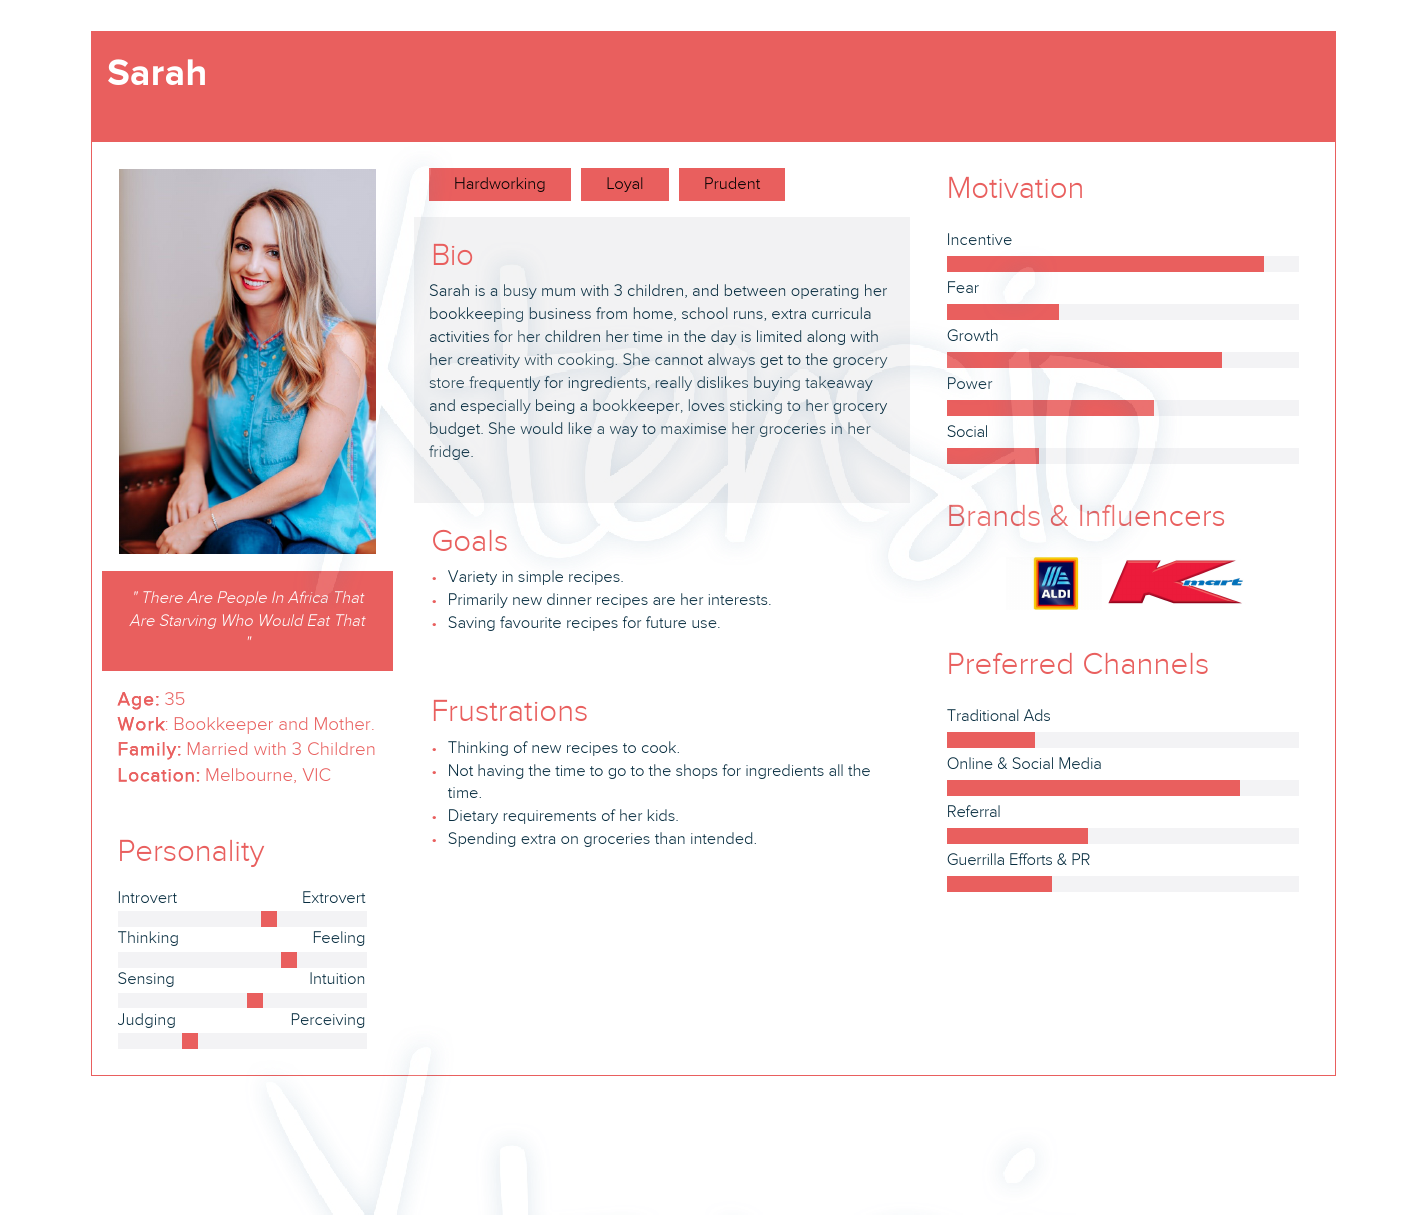 Sarah
Hardworking
Loyal
Prudent
Bio
Sarah is a busy mum with 3 children, and between operating her
bookkeeping business from home, school runs, extra curricula
activities for her children her time in the day is limited along with
her creativity with cooking. She cannot always get to the grocery
store frequently for ingredients, really dislikes buying takeaway
and especially being a bookkeeper, loves sticking to her grocery
budget. She would like a way to maximise her groceries in her
fridge.
Goals
• Variety in simple recipes.
• Primarily new dinner recipes are her interests.
• Saving favourite recipes for future use.
Frustrations
• Thinking of new recipes to cook.
• Not having the time to go to the shops for ingredients all the
time.
• Dietary requirements of her kids.
• Spending extra on groceries than intended.
" There Are People In Africa That
Are Starving Who Would Eat That
"
Age: 35
Work: Bookkeeper and Mother.
Family: Married with 3 Children
Location: Melbourne, VIC
Personality
Introvert Extrovert
Thinking Feeling
Sensing Intuition
Judging Perceiving
Motivation
Incentive
Fear
Growth
Power
Social
Brands & Influencers
ALDI
Kmart
Preferred Channels
Traditional Ads
Online & Social Media
Referral
Guerrilla Efforts & PR
Xtensio